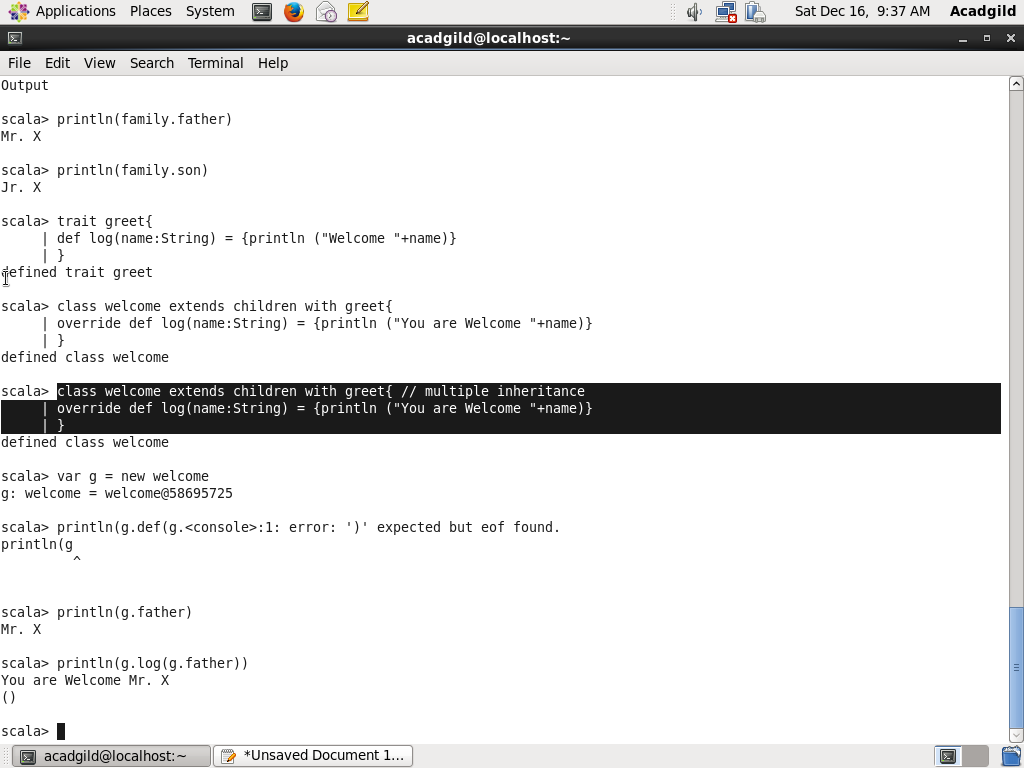 Applications Places System Sat Dec 16, 9:37 AM Acadgild
acadgild@localhost:~
File Edit View Search Terminal Help
Output
scala> println(family.father)
Mr. X
scala> println(family.son)
Jr. X
scala> trait greet{
| def log(name:String) = {println ("Welcome "+name)}
| }
defined trait greet
scala> class welcome extends children with greet{
| override def log(name:String) = {println ("You are Welcome "+name)}
| }
defined class welcome
scala> class welcome extends children with greet{ // multiple inheritance
| override def log(name:String) = {println ("You are Welcome "+name)}
| }
defined class welcome
scala> var g = new welcome
g: welcome = welcome@58695725
scala> println(g.def(g.<console>:1: error: ')' expected but eof found.
println(g
^
scala> println(g.father)
Mr. X
scala> println(g.log(g.father))
You are Welcome Mr. X
()
scala>
acadgild@localhost:~ *Unsaved Document 1...